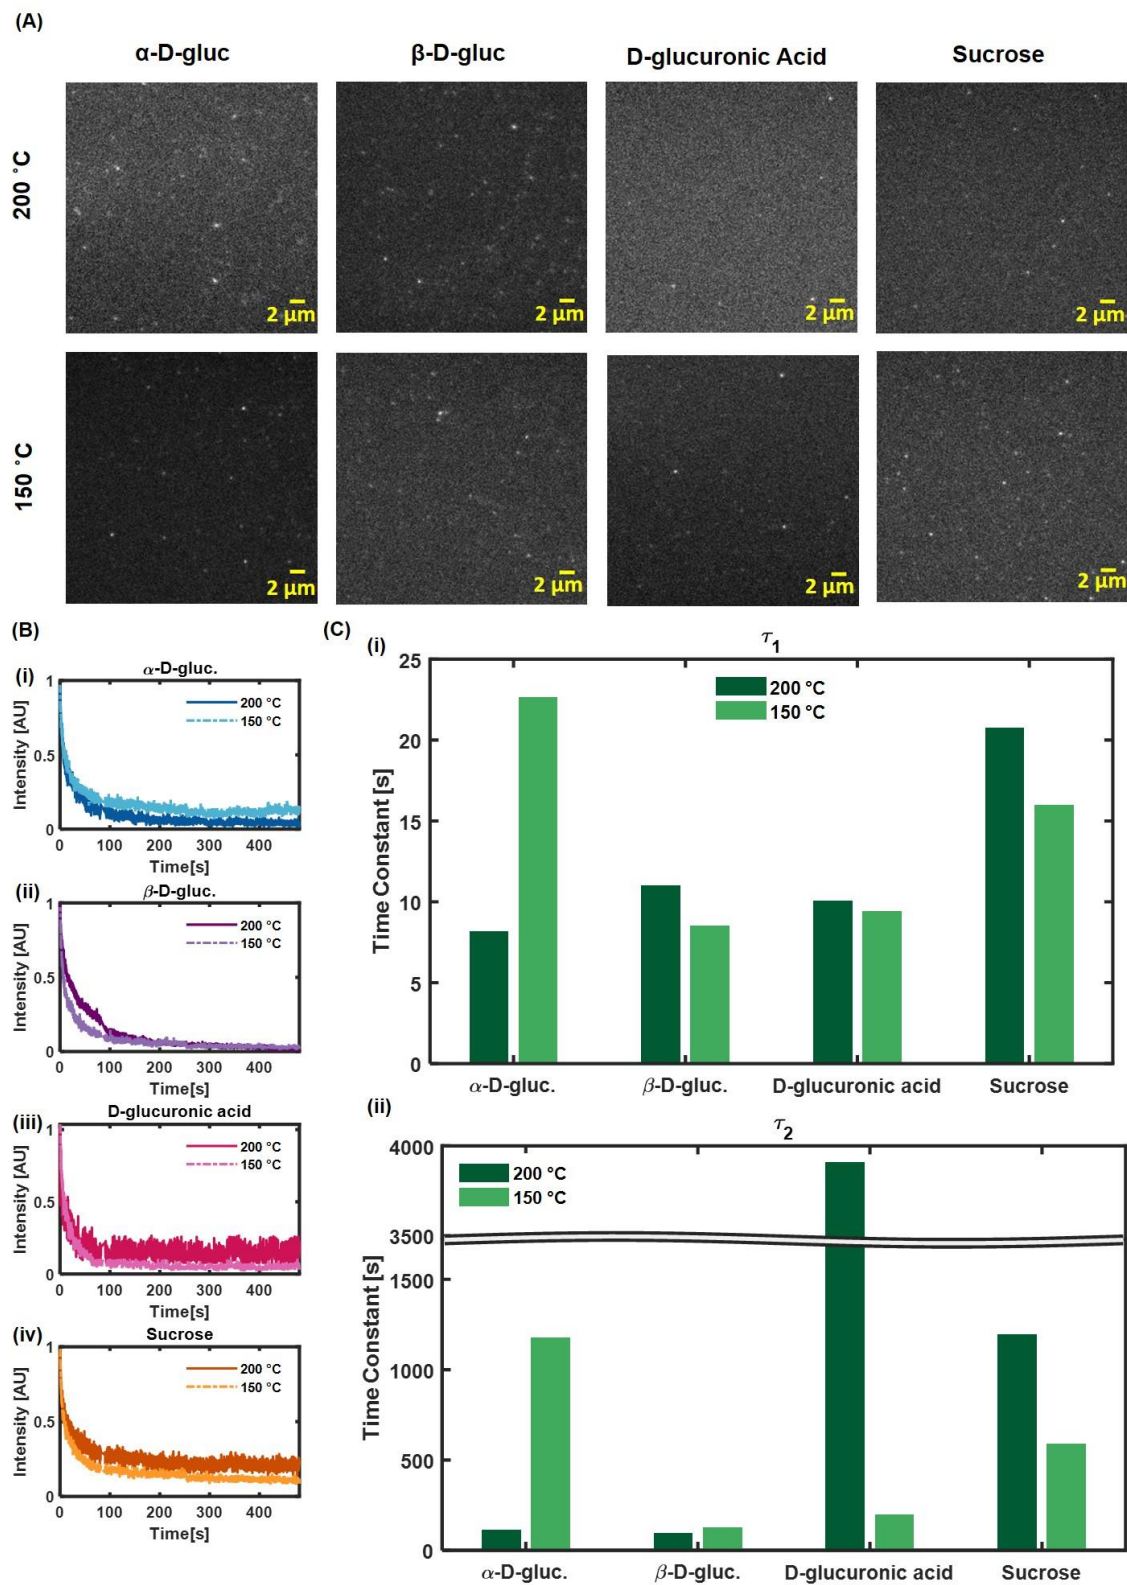 (A)
α-D-gluc β-D-gluc D-glucuronic Acid Sucrose
200 ˚C
2 µm 2 µm 2 µm 2 µm
150 ˚C
2 µm 2 µm 2 µm 2 µm
(B)
(i)
α-D-gluc.
1
0.5
0
Intensity [AU]
200 °C
150 °C
0 100 200 300 400
Time[s]
(ii)
β-D-gluc.
1
0.5
0
Intensity [AU]
200 °C
150 °C
0 100 200 300 400
Time[s]
(iii)
D-glucuronic acid
1
0.5
0
Intensity [AU]
200 °C
150 °C
0 100 200 300 400
Time[s]
(iv)
Sucrose
1
0.5
0
Intensity [AU]
200 °C
150 °C
0 100 200 300 400
Time[s]
(C)
(i)
τ1
25
20
15
10
5
0
Time Constant [s]
200 °C
150 °C
α-D-gluc. β-D-gluc. D-glucuronic acid Sucrose
(ii)
τ2
4000
3500
1500
1000
500
0
Time Constant [s]
200 °C
150 °C
α-D-gluc. β-D-gluc. D-glucuronic acid Sucrose